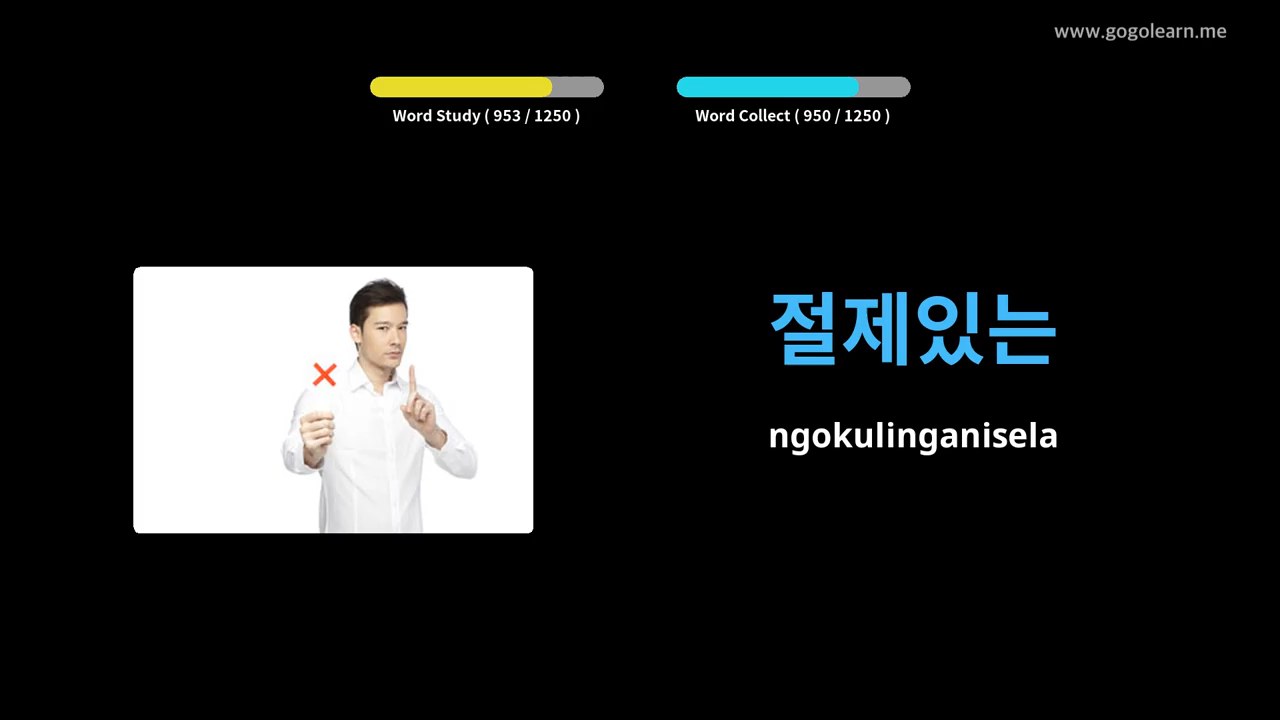 www.gogolearn.me
Word Study ( 953 / 1250 )
Word Collect ( 950 / 1250 )
절제있는
ngokulinganisela